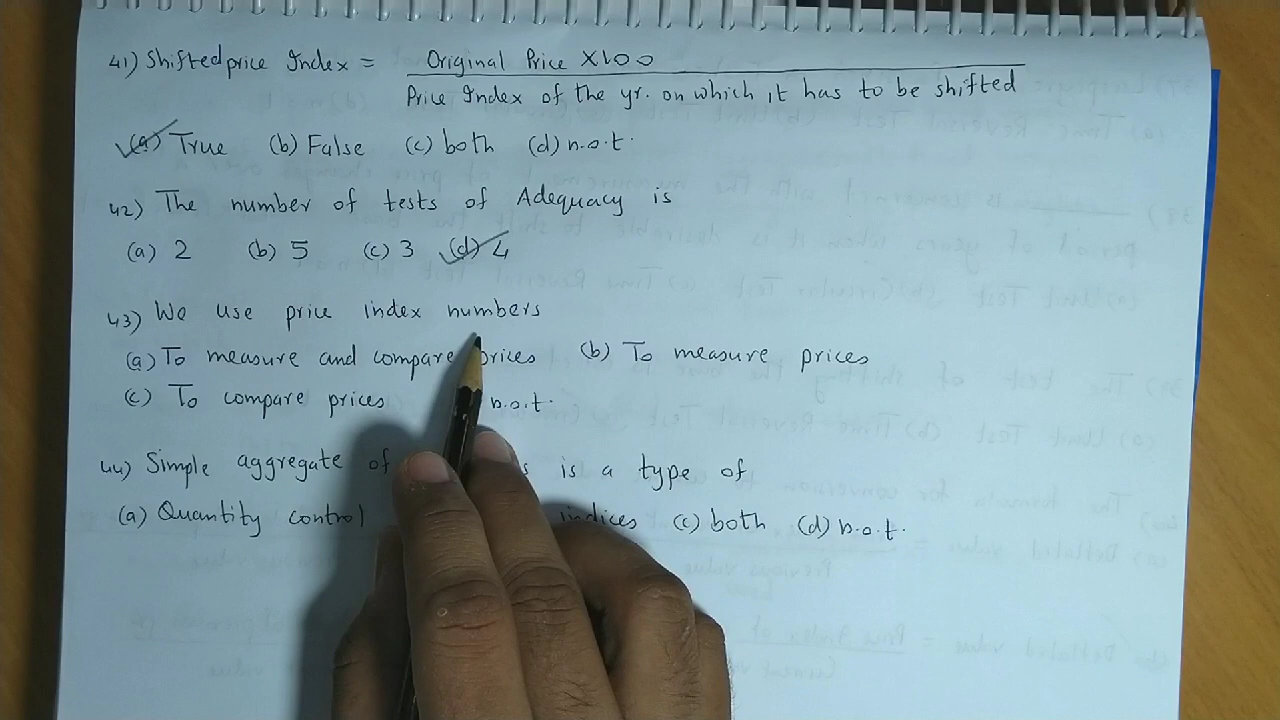 41) Shifted price Index = Original Price X100
Price Index of the yr. on which it has to be shifted
(a) True (b) False (c) both (d) n.o.t.
42) The number of tests of Adequacy is
(a) 2 (b) 5 (c) 3 (d) 4
43) We use price index numbers
(a) To measure and compare prices (b) To measure prices
(c) To compare prices n.o.t.
44) Simple aggregate of is a type of
(a) Quantity control indices (c) both (d) n.o.t.